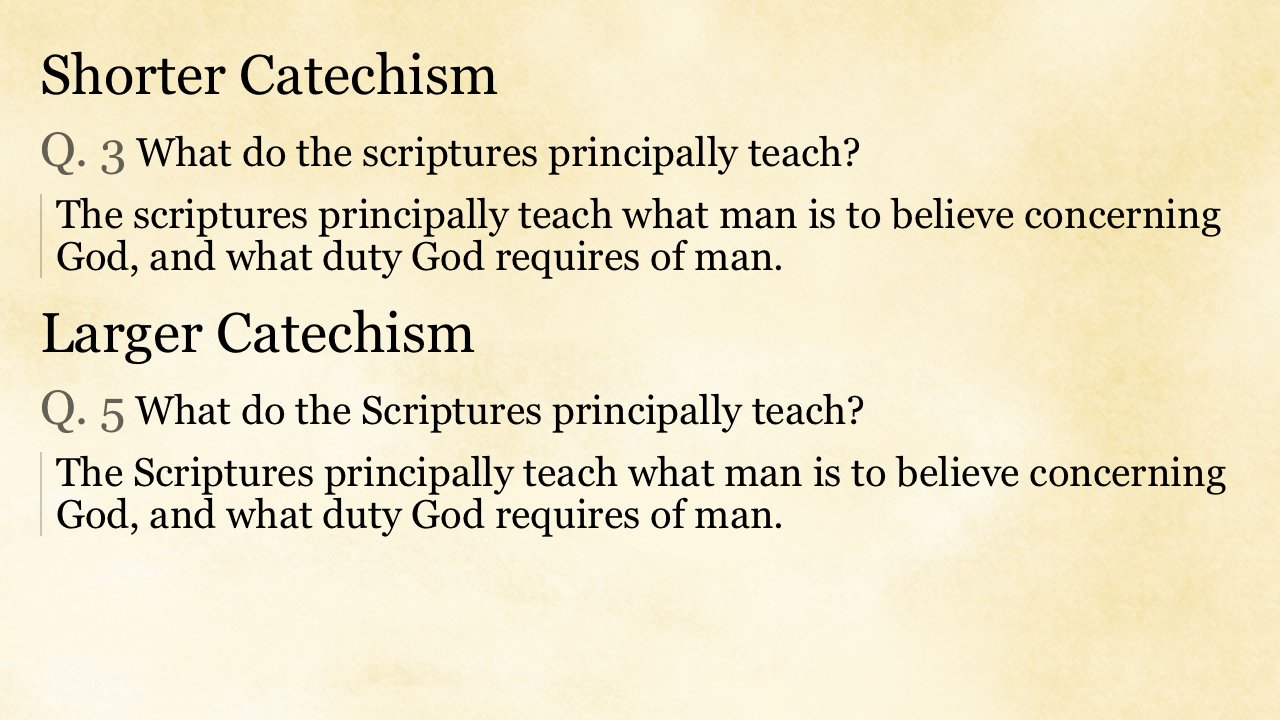 Shorter Catechism
Q. 3 What do the scriptures principally teach?
The scriptures principally teach what man is to believe concerning
God, and what duty God requires of man.
Larger Catechism
Q. 5 What do the Scriptures principally teach?
The Scriptures principally teach what man is to believe concerning
God, and what duty God requires of man.